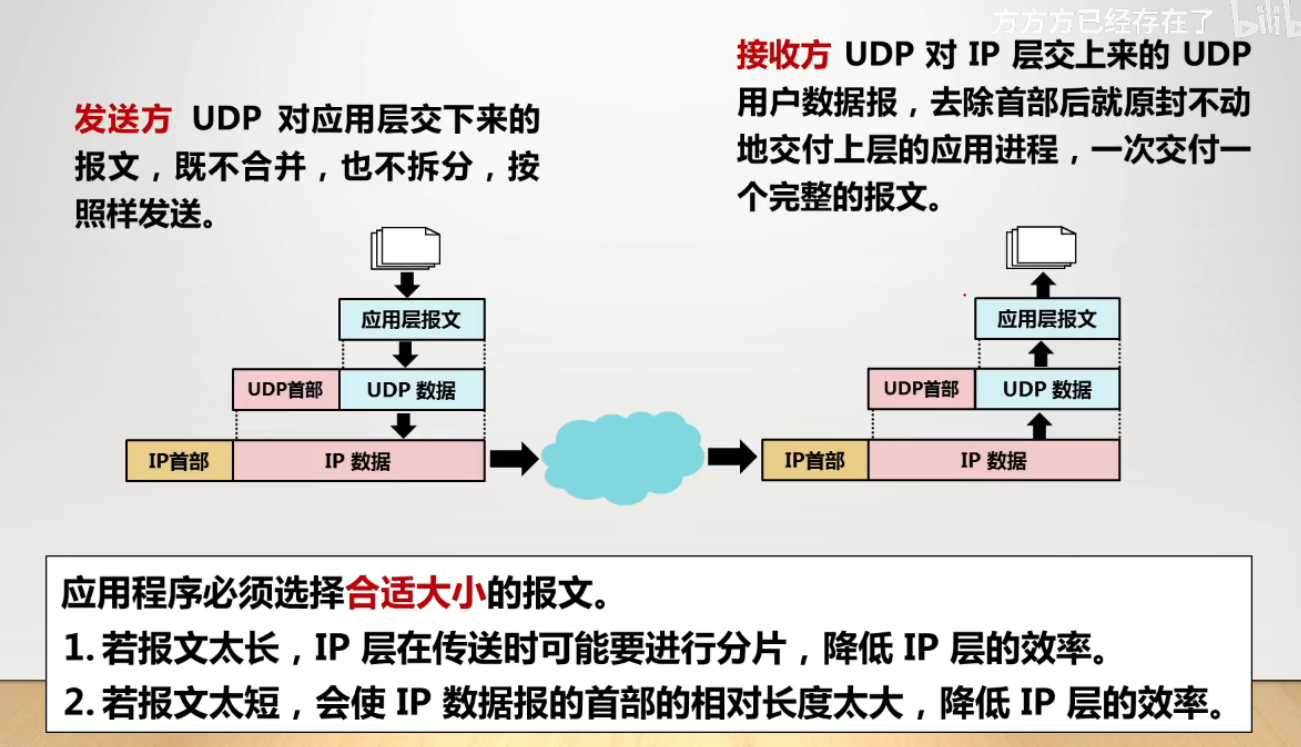 方方方已经存在了 bilib
发送方 UDP 对应用层交下来的
报文，既不合并，也不拆分，按
照样发送。
接收方 UDP 对 IP 层交上来的 UDP
用户数据报，去除首部后就原封不动
地交付上层的应用进程，一次交付一
个完整的报文。
应用层报文
UDP首部 UDP 数据
IP首部 IP 数据
应用层报文
UDP首部 UDP 数据
IP首部 IP 数据
应用程序必须选择合适大小的报文。
1. 若报文太长，IP 层在传送时可能要进行分片，降低 IP 层的效率。
2. 若报文太短，会使 IP 数据报的首部的相对长度太大，降低 IP 层的效率。